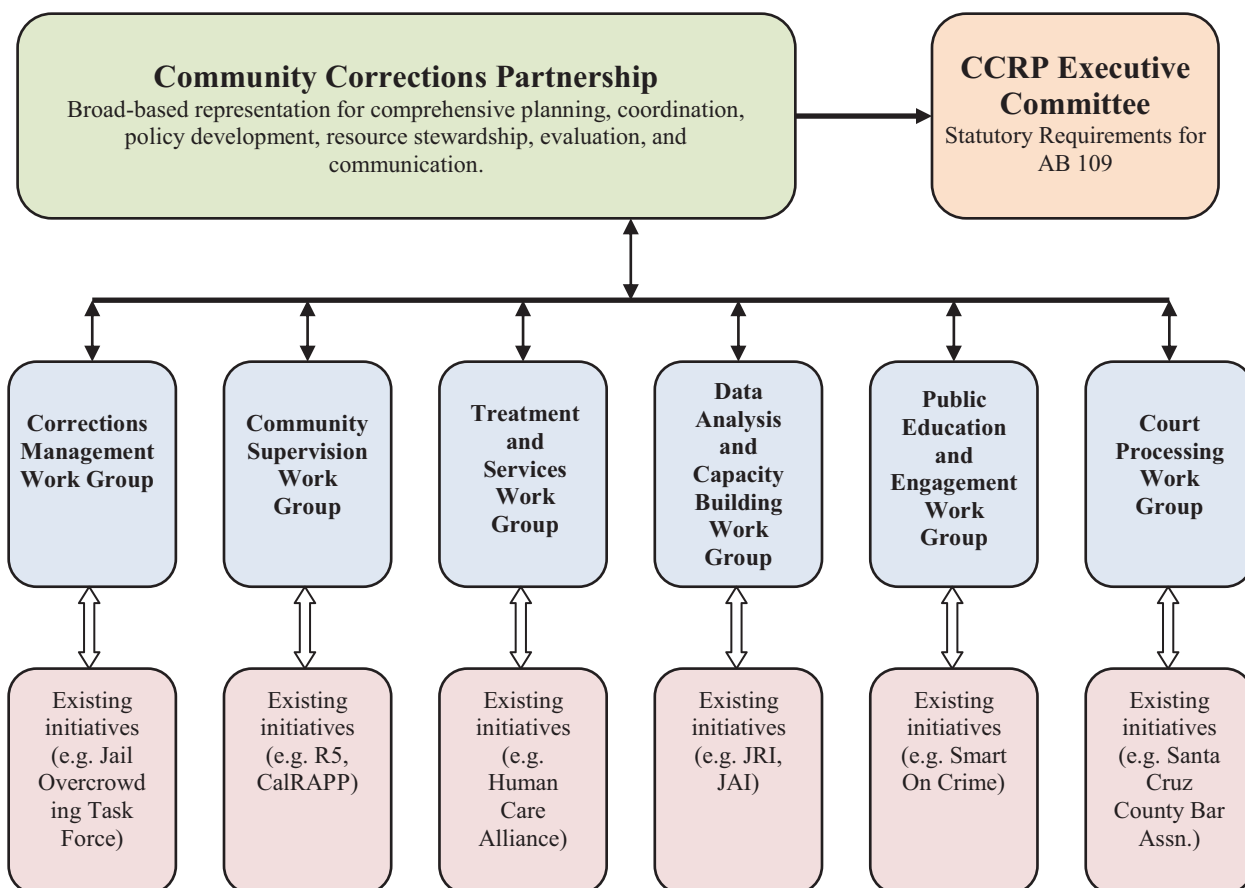 Community Corrections Partnership
Broad-based representation for comprehensive planning, coordination,
policy development, resource stewardship, evaluation, and
communication.
CCRP Executive
Committee
Statutory Requirements for
AB 109
Corrections
Management
Work Group
Community
Supervision
Work
Group
Treatment
and
Services
Work
Group
Data
Analysis
and
Capacity
Building
Work
Group
Public
Education
and
Engagement
Work
Group
Court
Processing
Work
Group
Existing
initiatives
(e.g. Jail
Overcrowd
ing Task
Force)
Existing
initiatives
(e.g. R5,
CalRAPP)
Existing
initiatives
(e.g.
Human
Care
Alliance)
Existing
initiatives
(e.g. JRI,
JAI)
Existing
initiatives
(e.g. Smart
On Crime)
Existing
initiatives
(e.g. Santa
Cruz
County Bar
Assn.)